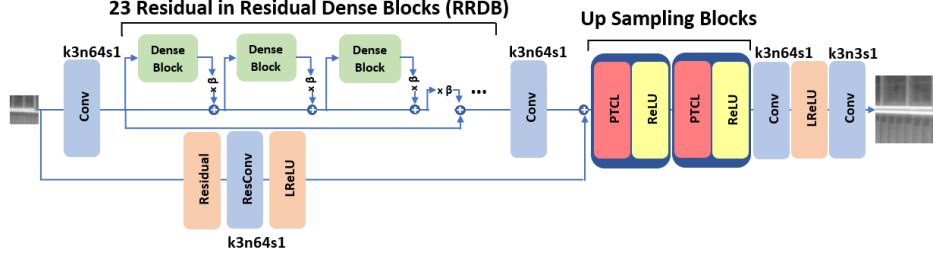 23 Residual in Residual Dense Blocks (RRDB)
Up Sampling Blocks
k3n64s1
k3n64s1
k3n64s1
k3n3s1
Conv
Dense
Block
× β
Dense
Block
× β
Dense
Block
× β
× β
...
Conv
PTCL
ReLU
PTCL
ReLU
Conv
LReLU
Conv
Residual
ResConv
LReLU
k3n64s1